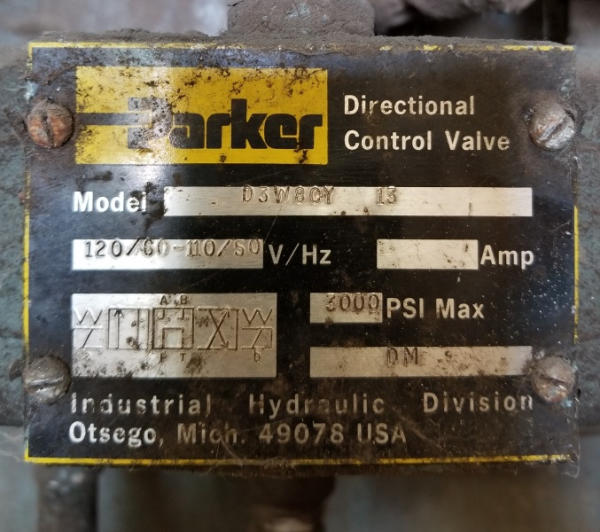 Parker
Directional
Control Valve
Model D3W8CY 13
120/60-110/50 V/Hz Amp
A B
P T
b
3000 PSI Max
DM
Industrial Hydraulic Division
Otsego, Mich. 49078 USA